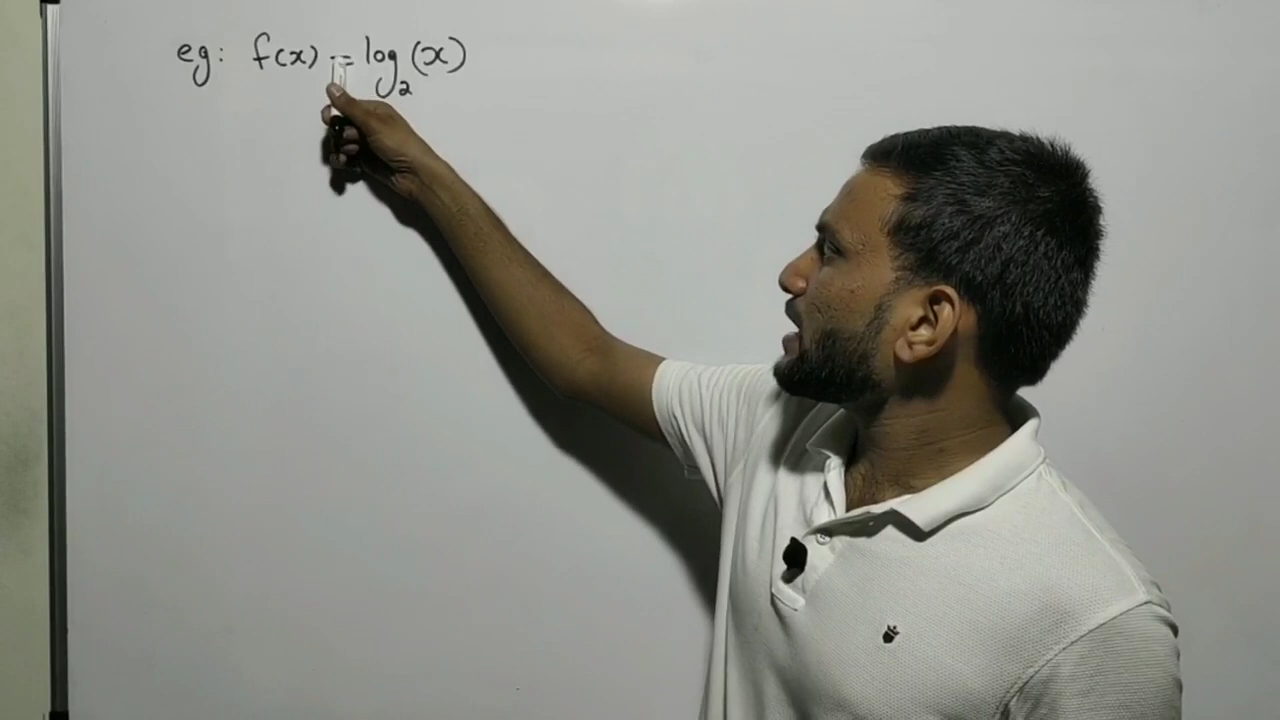 eg: f(x) = log₂(x)